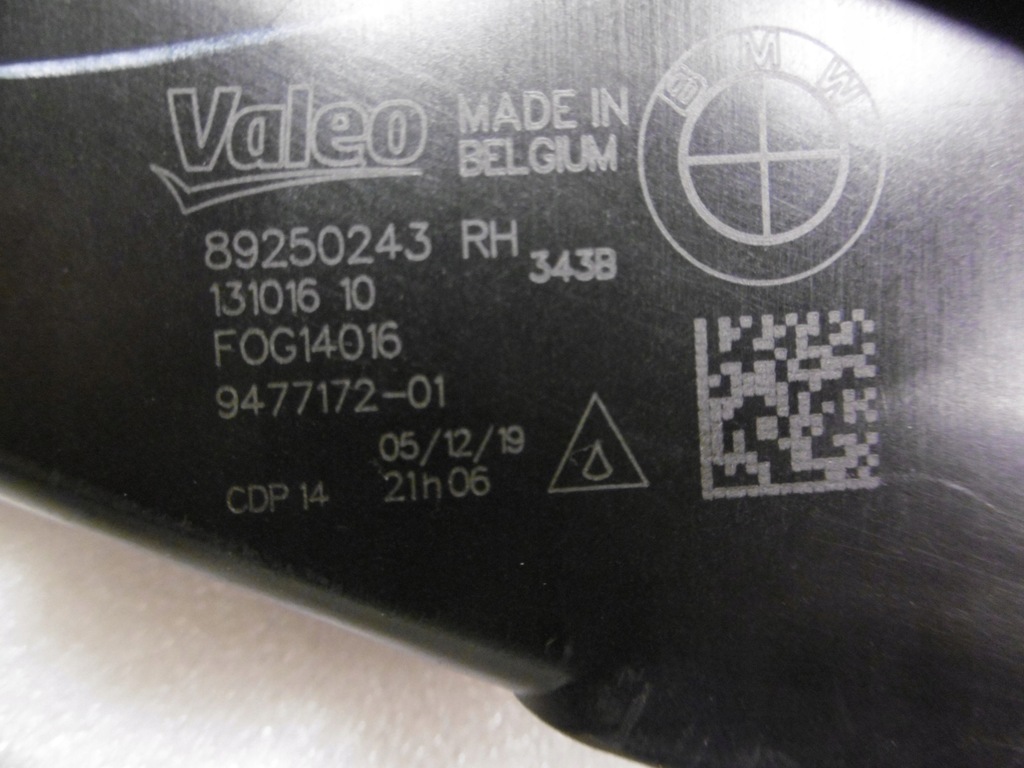 Valeo
MADE IN
BELGIUM
BMW
89250243 RH
343B
131016 10
FOG14016
9477172-01
05/12/19
CDP 14
21h06